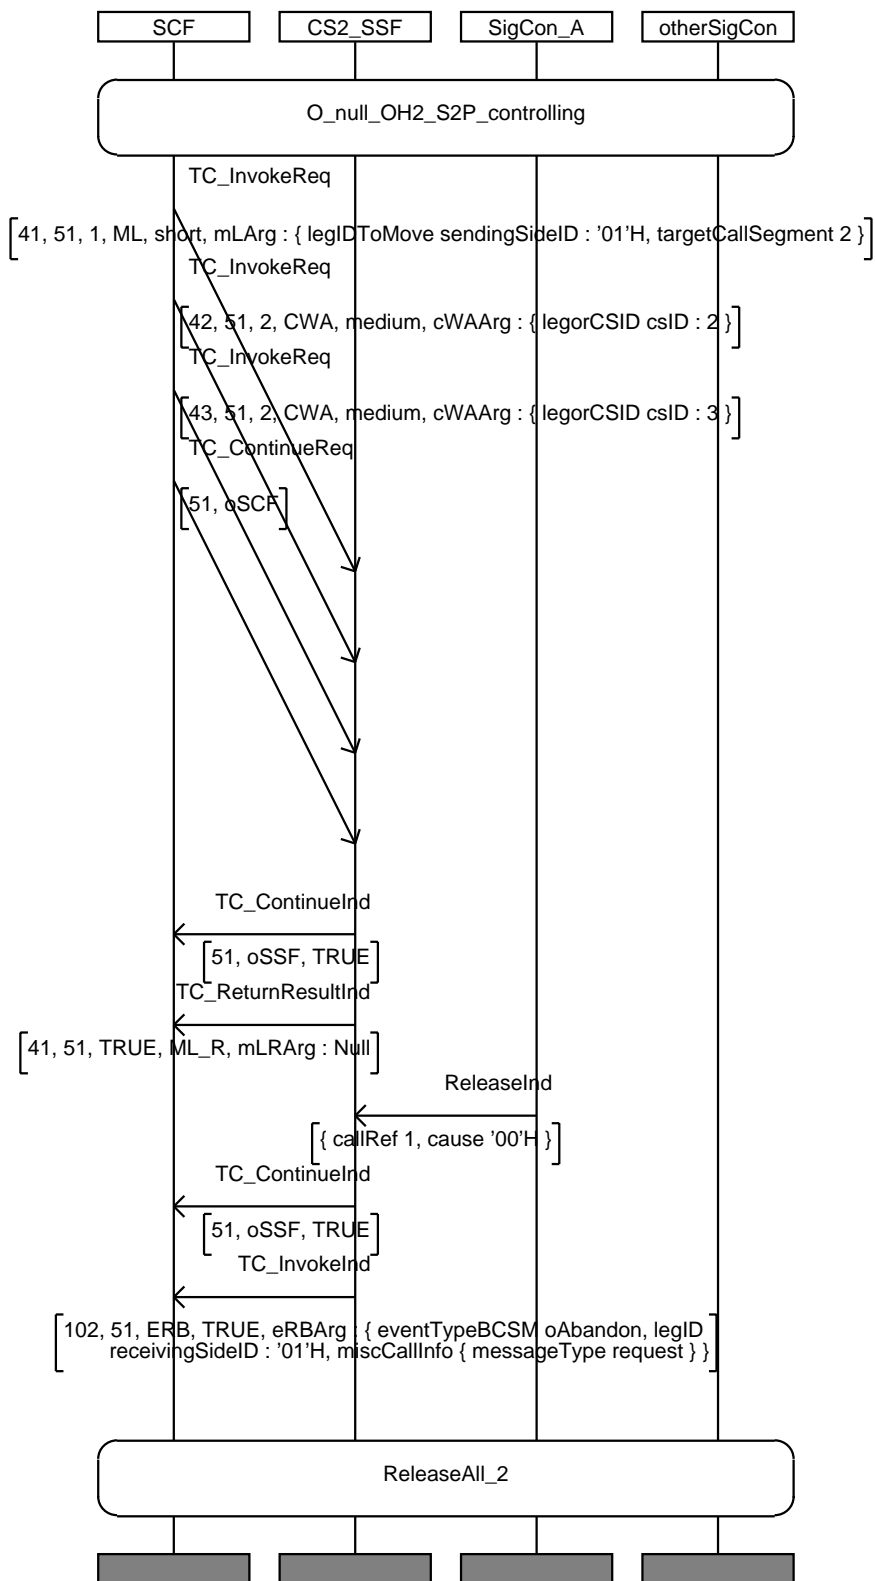 SCF
CS2_SSF
SigCon_A
otherSigCon
O_null_OH2_S2P_controlling
TC_InvokeReq
41, 51, 1, ML, short, mLArg : { legIDToMove sendingSideID : '01'H, targetCallSegment 2 }
TC_InvokeReq
42, 51, 2, CWA, medium, cWAArg : { legorCSID csID : 2 }
TC_InvokeReq
43, 51, 2, CWA, medium, cWAArg : { legorCSID csID : 3 }
TC_ContinueReq
51, oSCF
TC_ContinueInd
51, oSSF, TRUE
TC_ReturnResultInd
41, 51, TRUE, ML_R, mLRArg : Null
ReleaseInd
{ callRef 1, cause '00'H }
TC_ContinueInd
51, oSSF, TRUE
TC_InvokeInd
102, 51, ERB, TRUE, eRBArg : { eventTypeBCSM oAbandon, legID
receivingSideID : '01'H, miscCallInfo { messageType request } }
ReleaseAll_2